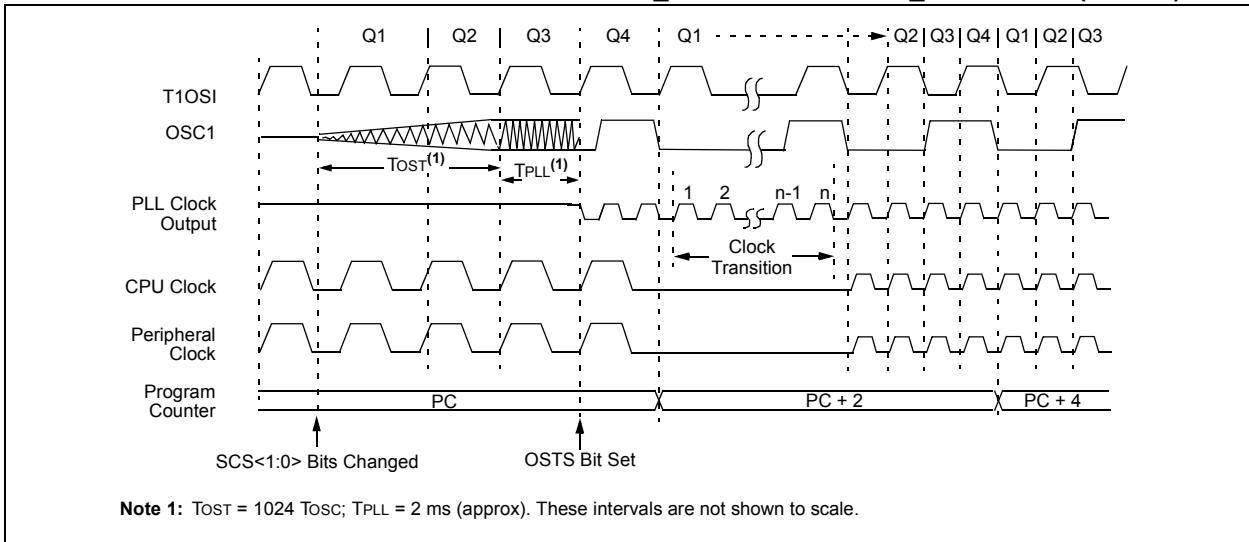 Q1 Q2 Q3 Q4 Q1 Q2 Q3 Q4 Q1 Q2 Q3
T1OSI
OSC1
TOST(1) TPLL(1)
1 2 n-1 n
PLL Clock
Output
Clock
Transition
CPU Clock
Peripheral
Clock
Program
Counter
PC PC + 2 PC + 4
SCS<1:0> Bits Changed OSTS Bit Set
Note 1: TOST = 1024 TOSC; TPLL = 2 ms (approx). These intervals are not shown to scale.